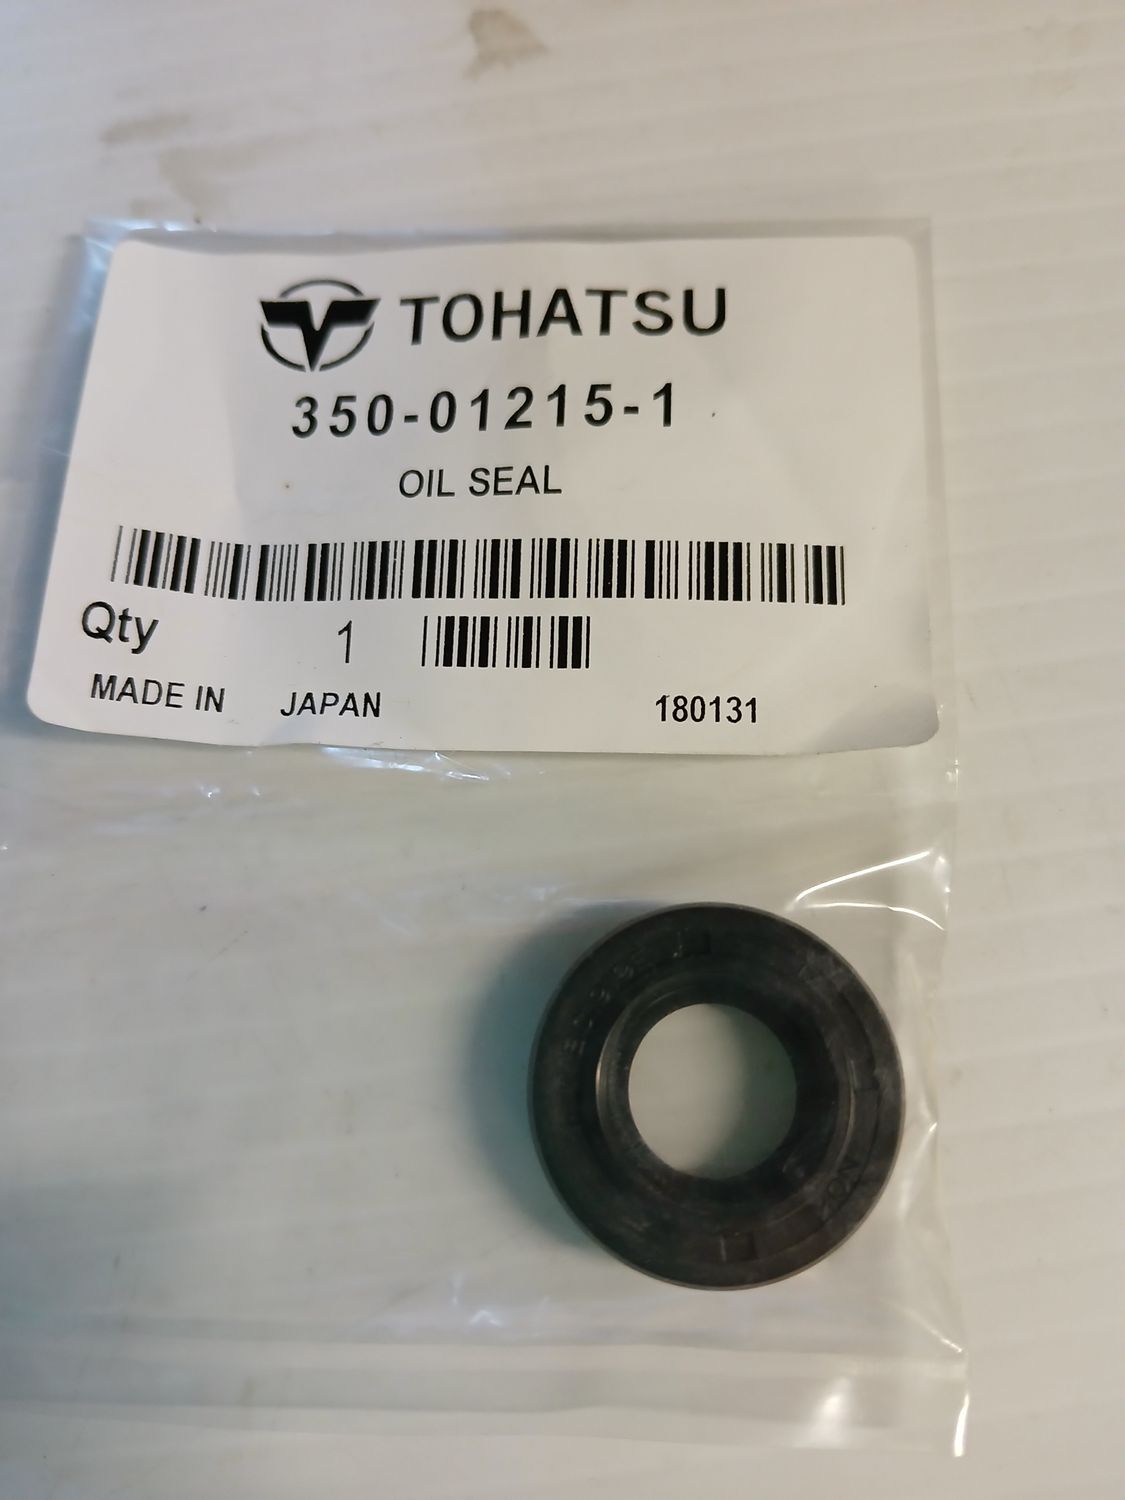 TOHATSU
350-01215-1
OIL SEAL
Qty 1
MADE IN JAPAN 180131